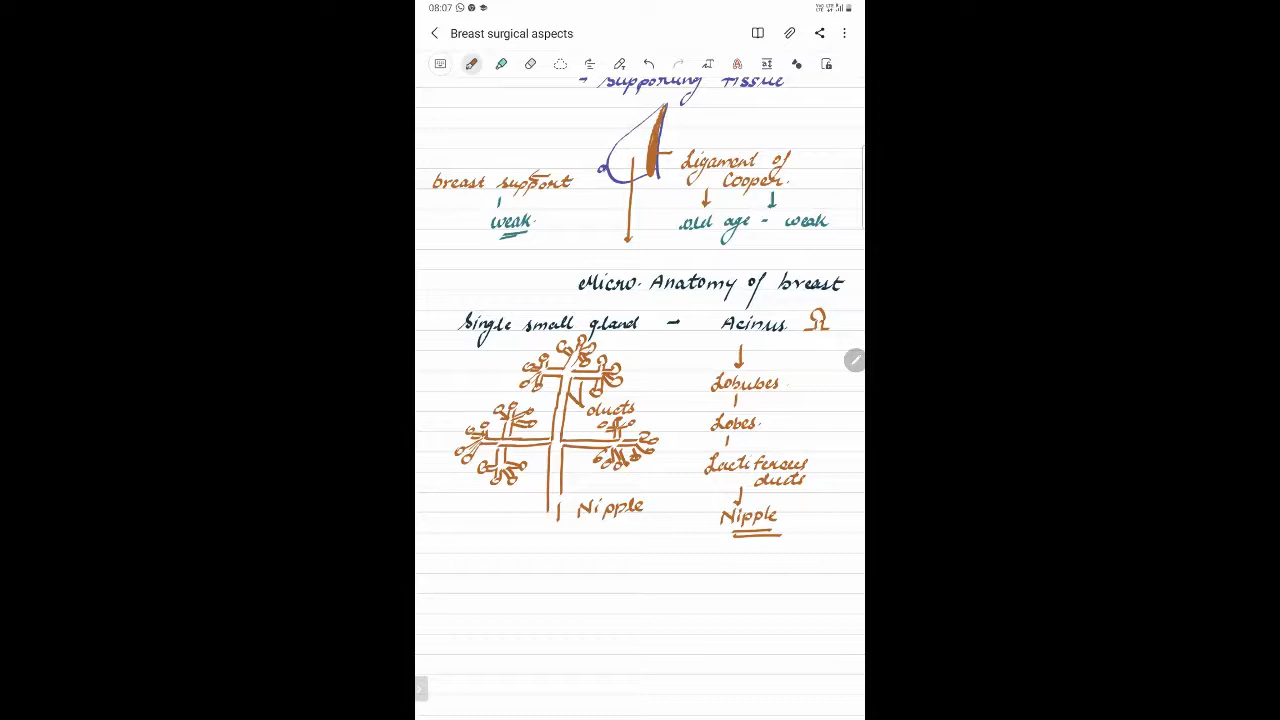 08:07
Breast surgical aspects
- Supporting Tissue
Ligament of
Cooper.
breast support
weak.
old age - weak
Micro. Anatomy of breast
Single small gland - Acinus.
Lobubes.
ducts
Lobes.
Lactiferous
ducts
Nipple
Nipple